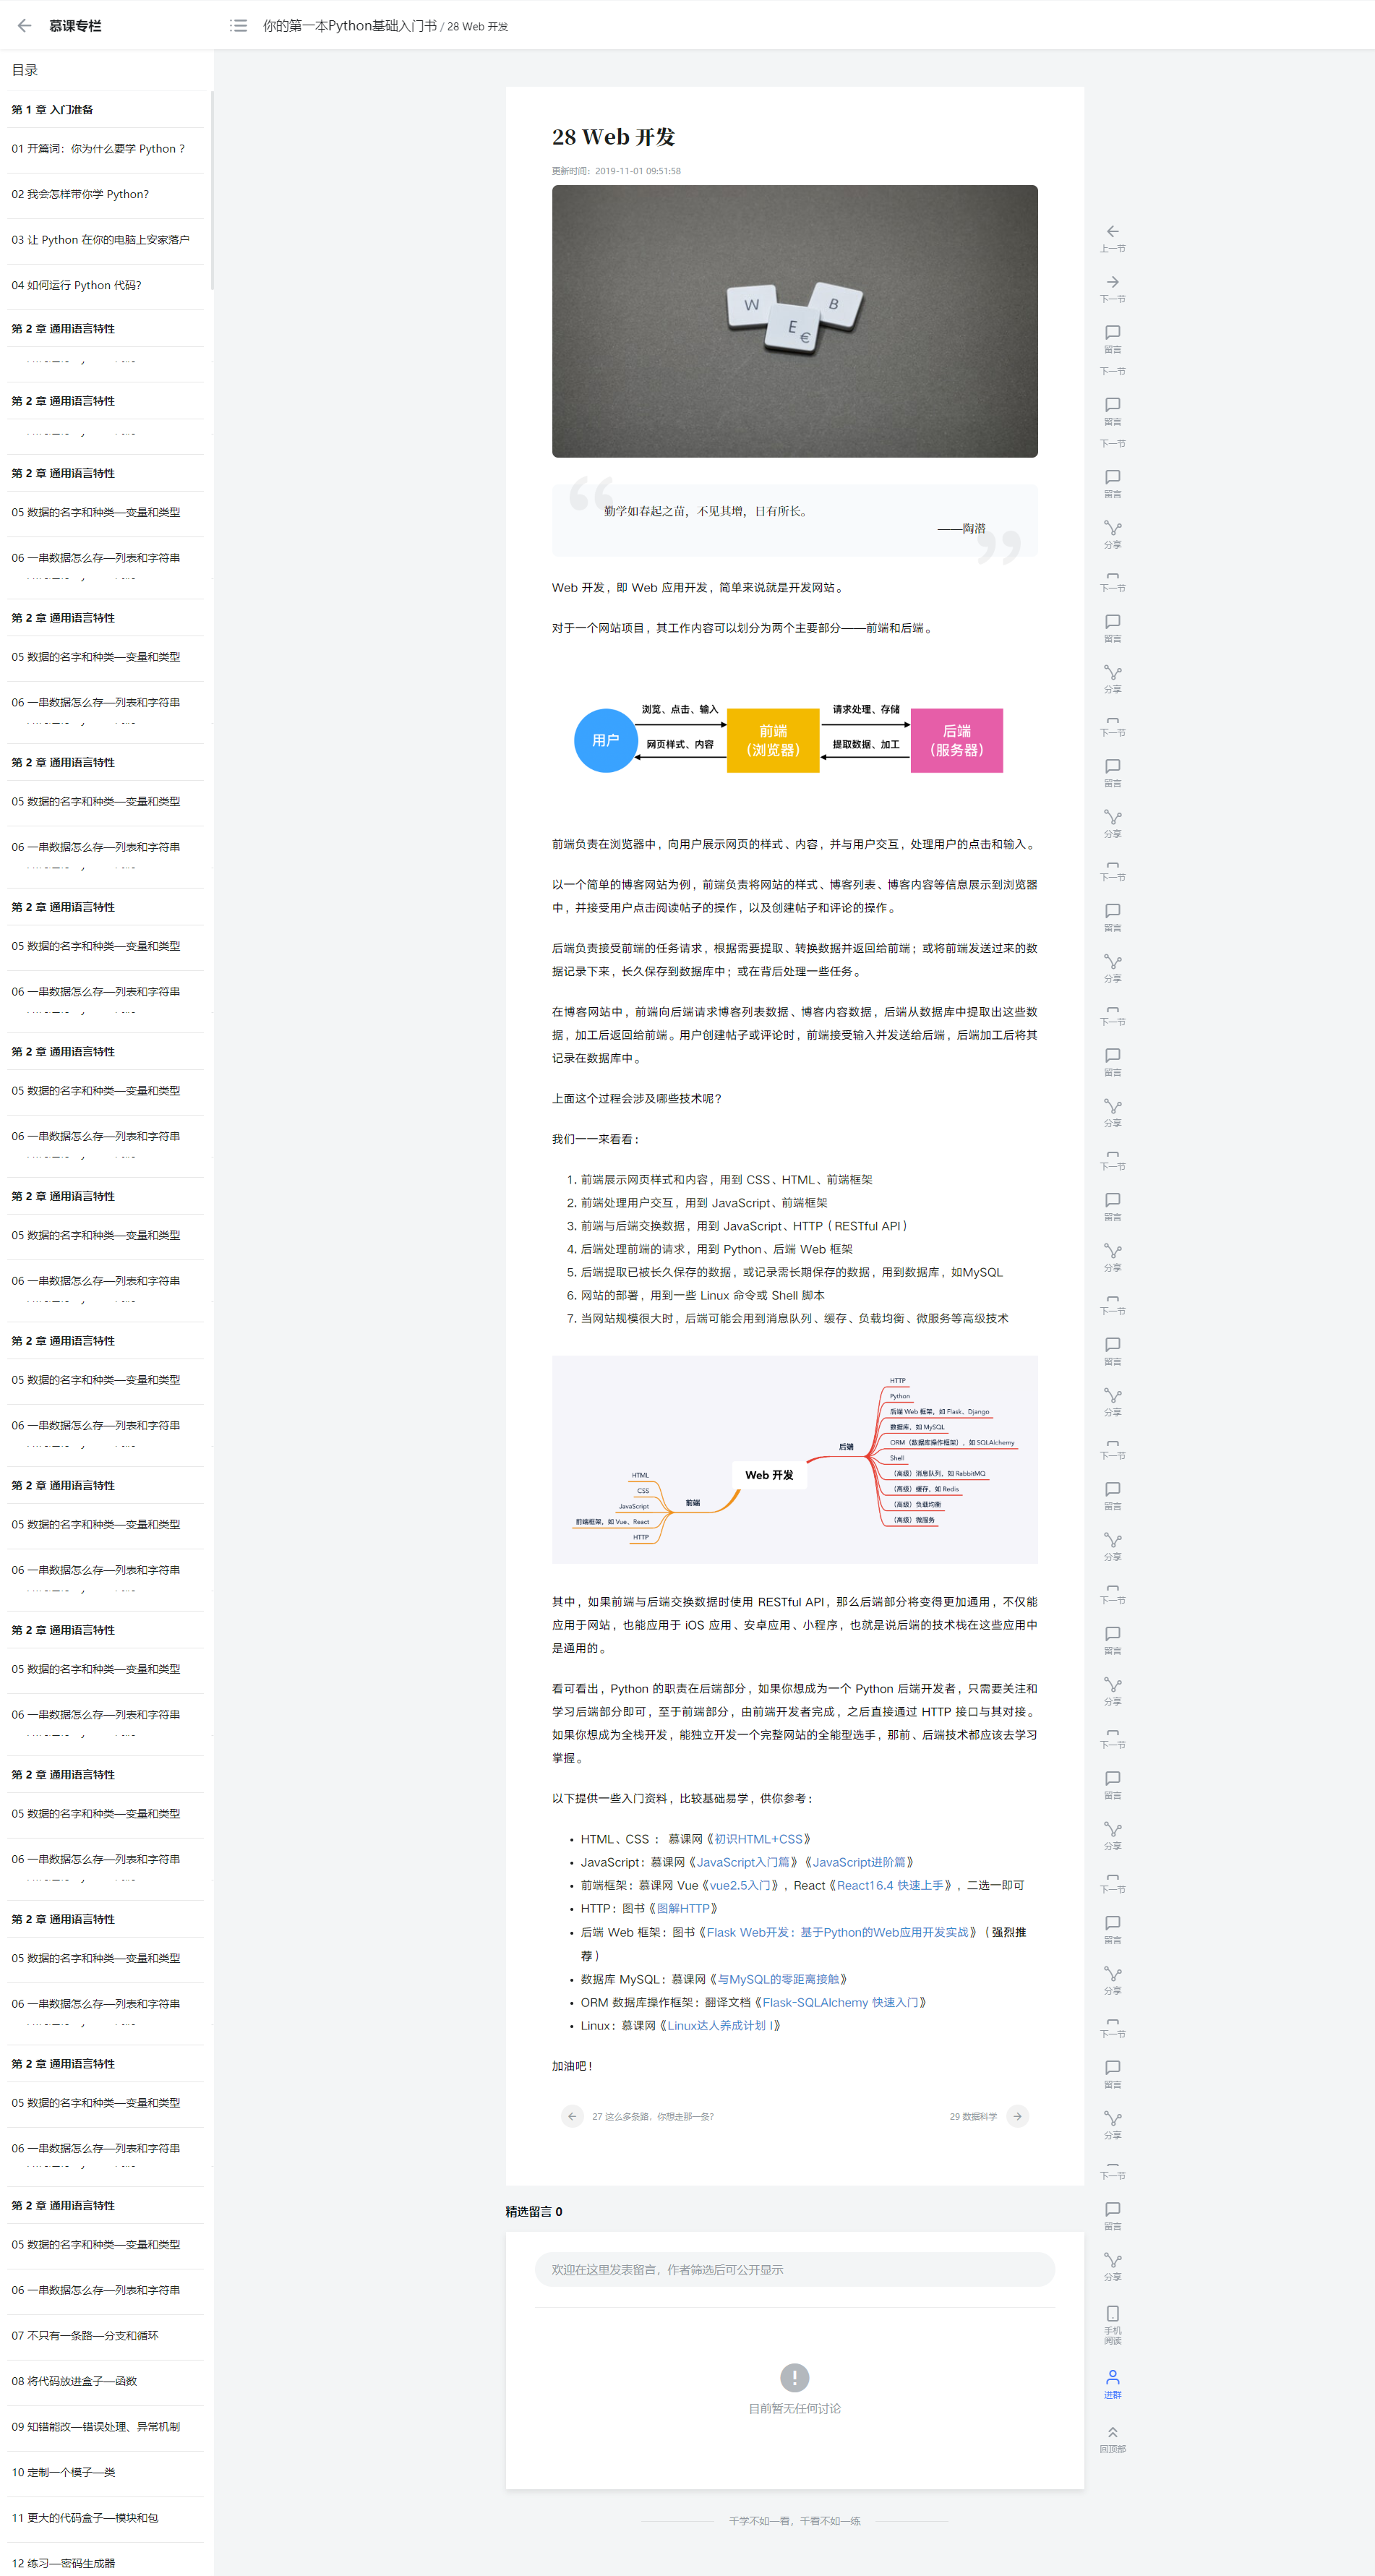 慕课专栏
你的第一本Python基础入门书 / 28 Web 开发
目录
第 1 章 入门准备
01 开篇词：你为什么要学 Python ？
02 我会怎样带你学 Python？
03 让 Python 在你的电脑上安家落户
04 如何运行 Python 代码？
第 2 章 通用语言特性
第 2 章 通用语言特性
第 2 章 通用语言特性
05 数据的名字和种类—变量和类型
06 一串数据怎么存—列表和字符串
第 2 章 通用语言特性
05 数据的名字和种类—变量和类型
06 一串数据怎么存—列表和字符串
第 2 章 通用语言特性
05 数据的名字和种类—变量和类型
06 一串数据怎么存—列表和字符串
第 2 章 通用语言特性
05 数据的名字和种类—变量和类型
06 一串数据怎么存—列表和字符串
第 2 章 通用语言特性
05 数据的名字和种类—变量和类型
06 一串数据怎么存—列表和字符串
第 2 章 通用语言特性
05 数据的名字和种类—变量和类型
06 一串数据怎么存—列表和字符串
第 2 章 通用语言特性
05 数据的名字和种类—变量和类型
06 一串数据怎么存—列表和字符串
第 2 章 通用语言特性
05 数据的名字和种类—变量和类型
06 一串数据怎么存—列表和字符串
第 2 章 通用语言特性
05 数据的名字和种类—变量和类型
06 一串数据怎么存—列表和字符串
第 2 章 通用语言特性
05 数据的名字和种类—变量和类型
06 一串数据怎么存—列表和字符串
第 2 章 通用语言特性
05 数据的名字和种类—变量和类型
06 一串数据怎么存—列表和字符串
第 2 章 通用语言特性
05 数据的名字和种类—变量和类型
06 一串数据怎么存—列表和字符串
第 2 章 通用语言特性
05 数据的名字和种类—变量和类型
06 一串数据怎么存—列表和字符串
07 不只有一条路—分支和循环
08 将代码放进盒子—函数
09 知错能改—错误处理、异常机制
10 定制一个模子—类
11 更大的代码盒子—模块和包
12 练习—密码生成器
28 Web 开发
更新时间：2019-11-01 09:51:58
W
E
€
B
勤学如春起之苗，不见其增，日有所长。
——陶潜
Web 开发，即 Web 应用开发，简单来说就是开发网站。
对于一个网站项目，其工作内容可以划分为两个主要部分——前端和后端。
用户
浏览、点击、输入
网页样式、内容
前端
（浏览器）
请求处理、存储
提取数据、加工
后端
（服务器）
前端负责在浏览器中，向用户展示网页的样式、内容，并与用户交互，处理用户的点击和输入。
以一个简单的博客网站为例，前端负责将网站的样式、博客列表、博客内容等信息展示到浏览器
中，并接受用户点击阅读帖子的操作，以及创建帖子和评论的操作。
后端负责接受前端的任务请求，根据需要提取、转换数据并返回给前端；或将前端发送过来的数
据记录下来，长久保存到数据库中；或在背后处理一些任务。
在博客网站中，前端向后端请求博客列表数据、博客内容数据，后端从数据库中提取出这些数
据，加工后返回给前端。用户创建帖子或评论时，前端接受输入并发送给后端，后端加工后将其
记录在数据库中。
上面这个过程会涉及哪些技术呢？
我们一一来看看：
1. 前端展示网页样式和内容，用到 CSS、HTML、前端框架
2. 前端处理用户交互，用到 JavaScript、前端框架
3. 前端与后端交换数据，用到 JavaScript、HTTP（RESTful API）
4. 后端处理前端的请求，用到 Python、后端 Web 框架
5. 后端提取已被长久保存的数据，或记录需长期保存的数据，用到数据库，如MySQL
6. 网站的部署，用到一些 Linux 命令或 Shell 脚本
7. 当网站规模很大时，后端可能会用到消息队列、缓存、负载均衡、微服务等高级技术
Web 开发
前端
HTML
CSS
JavaScript
前端框架，如 Vue、React
HTTP
后端
HTTP
Python
后端 Web 框架，如 Flask、Django
数据库，如 MySQL
ORM（数据库操作框架），如 SQLAlchemy
Shell
（高级）消息队列，如 RabbitMQ
（高级）缓存，如 Redis
（高级）负载均衡
（高级）微服务
其中，如果前端与后端交换数据时使用 RESTful API，那么后端部分将变得更加通用，不仅能
应用于网站，也能应用于 iOS 应用、安卓应用、小程序，也就是说后端的技术栈在这些应用中
是通用的。
看可看出，Python 的职责在后端部分，如果你想成为一个 Python 后端开发者，只需要关注和
学习后端部分即可，至于前端部分，由前端开发者完成，之后直接通过 HTTP 接口与其对接。
如果你想成为全栈开发，能独立开发一个完整网站的全能型选手，那前、后端技术都应该去学习
掌握。
以下提供一些入门资料，比较基础易学，供你参考：
• HTML、CSS ： 慕课网《初识HTML+CSS》
• JavaScript：慕课网《JavaScript入门篇》《JavaScript进阶篇》
• 前端框架：慕课网 Vue《vue2.5入门》，React《React16.4 快速上手》，二选一即可
• HTTP：图书《图解HTTP》
• 后端 Web 框架：图书《Flask Web开发：基于Python的Web应用开发实战》（强烈推
荐）
• 数据库 MySQL：慕课网《与MySQL的零距离接触》
• ORM 数据库操作框架：翻译文档《Flask-SQLAlchemy 快速入门》
• Linux：慕课网《Linux达人养成计划 I》
加油吧！
27 这么多条路，你想走那一条？
29 数据科学
精选留言 0
欢迎在这里发表留言，作者筛选后可公开显示
目前暂无任何讨论
千学不如一看，千看不如一练
上一节
下一节
留言
下一节
留言
下一节
留言
分享
下一节
留言
分享
下一节
留言
分享
下一节
留言
分享
下一节
留言
分享
下一节
留言
分享
下一节
留言
分享
下一节
留言
分享
下一节
留言
分享
下一节
留言
分享
下一节
留言
分享
下一节
留言
分享
下一节
留言
分享
手机
阅读
进群
回顶部